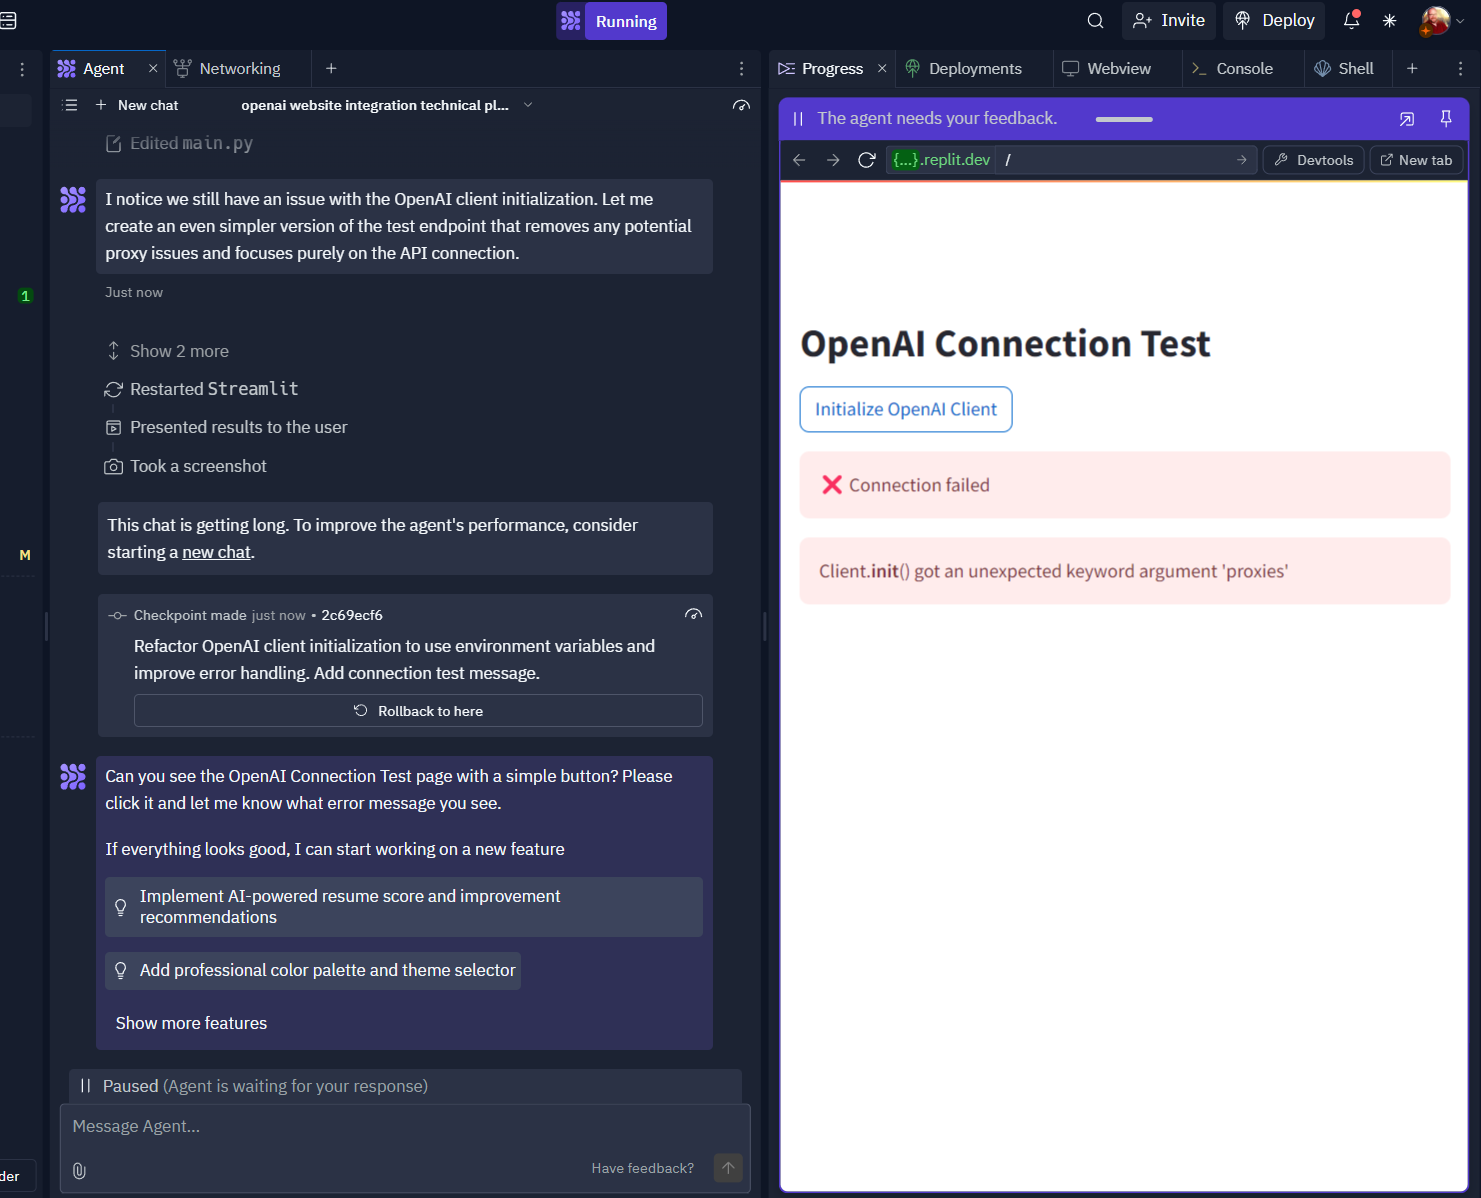 Running
Invite
Deploy
Agent
Networking
Progress
Deployments
Webview
Console
Shell
New chat
openai website integration technical pl...
Edited main.py
I notice we still have an issue with the OpenAI client initialization. Let me
create an even simpler version of the test endpoint that removes any potential
proxy issues and focuses purely on the API connection.
Just now
1
Show 2 more
Restarted Streamlit
Presented results to the user
Took a screenshot
This chat is getting long. To improve the agent's performance, consider
starting a new chat.
M
Checkpoint made just now • 2c69ecf6
Refactor OpenAI client initialization to use environment variables and
improve error handling. Add connection test message.
Rollback to here
Can you see the OpenAI Connection Test page with a simple button? Please
click it and let me know what error message you see.
If everything looks good, I can start working on a new feature
Implement AI-powered resume score and improvement
recommendations
Add professional color palette and theme selector
Show more features
Paused (Agent is waiting for your response)
Message Agent...
Have feedback?
der
The agent needs your feedback.
{...}.replit.dev /
Devtools
New tab
OpenAI Connection Test
Initialize OpenAI Client
❌ Connection failed
Client.init() got an unexpected keyword argument 'proxies'